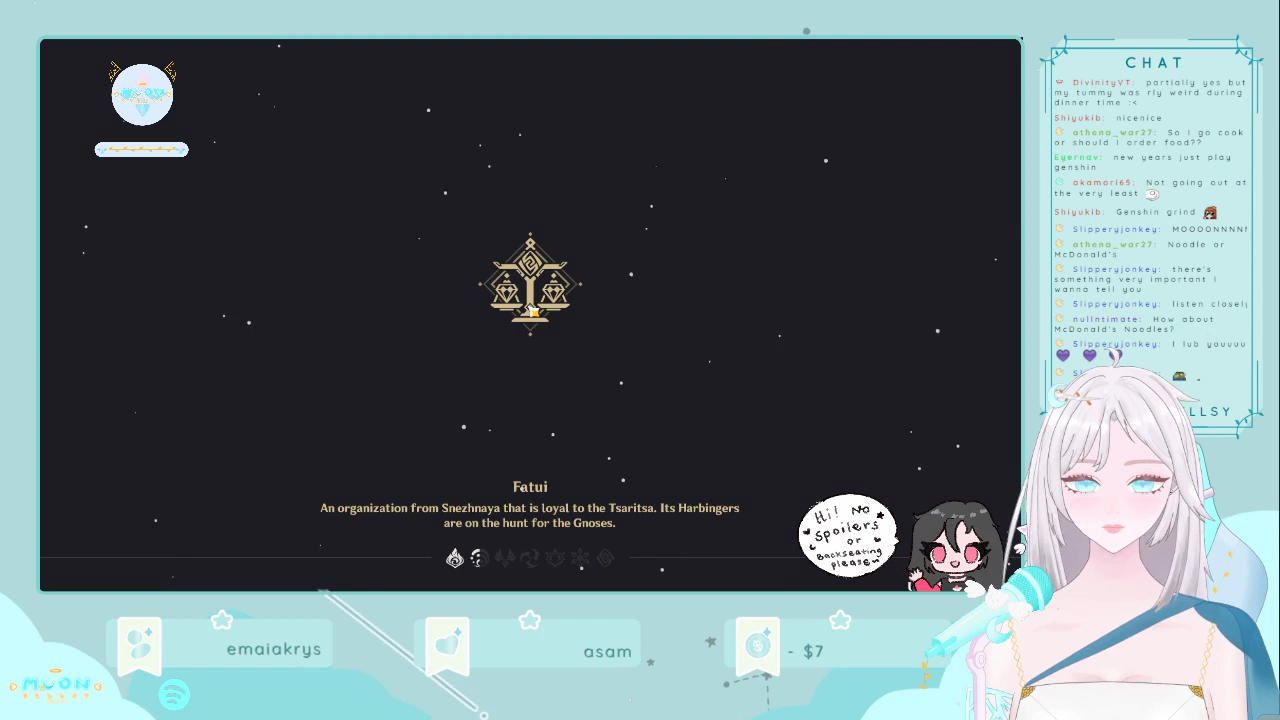 CHAT
DivinityVT: partially yes but
my tummy was rly weird during
dinner time :<
Shiyukib: nicenice
athena_war27: So I go cook
or should I order food??
Eyernav: new years just play
genshin
akamori65: Not going out at
the very least
Shiyukib: Genshin grind
Slipperyjonkey: MOOOONNNN
athena_war27: Noodle or
McDonald's
Slipperyjonkey: there's
something very important I
wanna tell you
Slipperyjonkey: listen closely
nullntimate: How about
McDonald's Noodles?
Slipperyjonkey: I lub yauuuu
LLSY
Fatui
An organization from Snezhnaya that is loyal to the Tsaritsa. Its Harbingers
are on the hunt for the Gnoses.
Hi! No
Spoilers
or
Backseating
please~
emaiakrys
asam
- $7
MOON